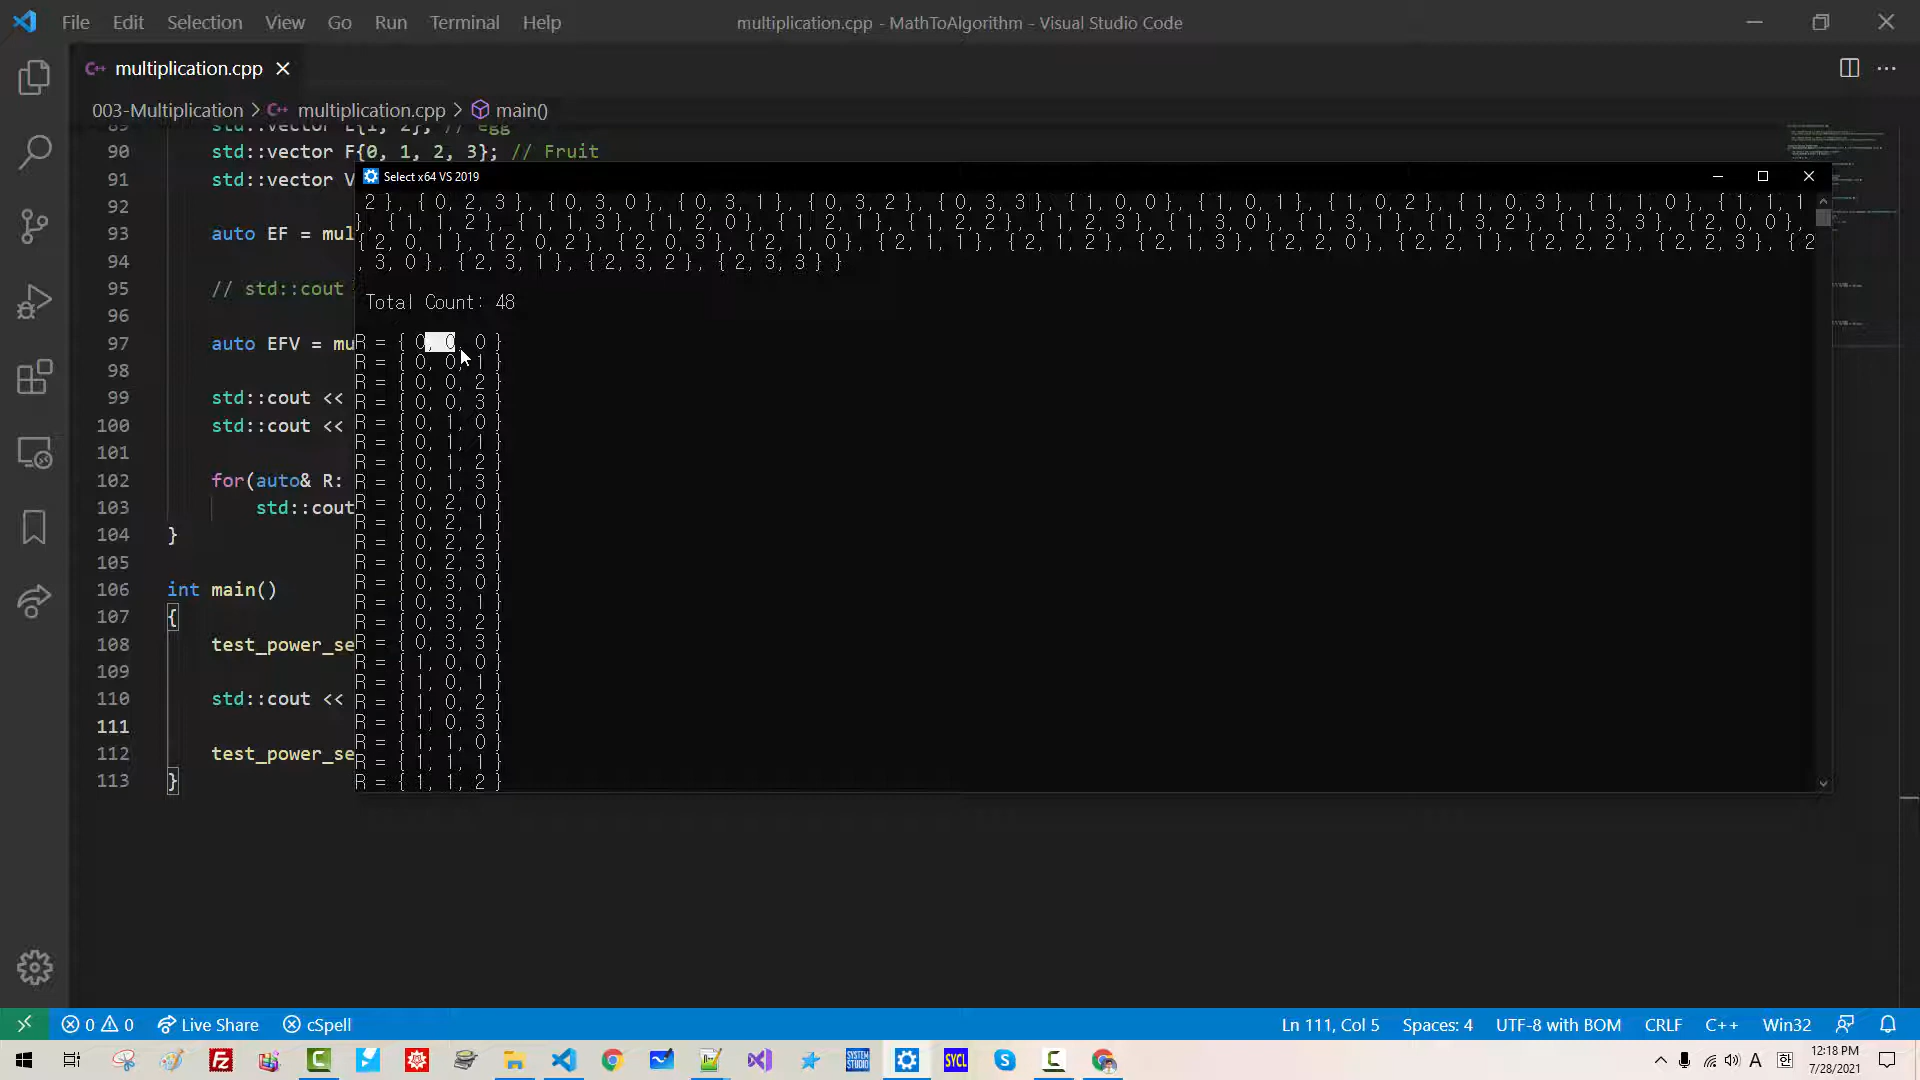 File Edit Selection View Go Run Terminal Help
multiplication.cpp - MathToAlgorithm - Visual Studio Code
multiplication.cpp
003-Multiplication > multiplication.cpp > main()
89 std::vector E{1, 2}; // egg
90 std::vector F{0, 1, 2, 3}; // Fruit
91 std::vector V
92
93 auto EF = mul
94
95 // std::cout
96
97 auto EFV = mu
98
99 std::cout <<
100 std::cout <<
101
102 for(auto& R:
103 std::cout
104 }
105
106 int main()
107 {
108 test_power_se
109
110 std::cout <<
111
112 test_power_se
113 }
Select x64 VS 2019
2 }, { 0, 2, 3 }, { 0, 3, 0 }, { 0, 3, 1 }, { 0, 3, 2 }, { 0, 3, 3 }, { 1, 0, 0 }, { 1, 0, 1 }, { 1, 0, 2 }, { 1, 0, 3 }, { 1, 1, 0 }, { 1, 1, 1
}, { 1, 1, 2 }, { 1, 1, 3 }, { 1, 2, 0 }, { 1, 2, 1 }, { 1, 2, 2 }, { 1, 2, 3 }, { 1, 3, 0 }, { 1, 3, 1 }, { 1, 3, 2 }, { 1, 3, 3 }, { 2, 0, 0 },
{ 2, 0, 1 }, { 2, 0, 2 }, { 2, 0, 3 }, { 2, 1, 0 }, { 2, 1, 1 }, { 2, 1, 2 }, { 2, 1, 3 }, { 2, 2, 0 }, { 2, 2, 1 }, { 2, 2, 2 }, { 2, 2, 3 }, { 2
, 3, 0 }, { 2, 3, 1 }, { 2, 3, 2 }, { 2, 3, 3 } }
Total Count: 48
R = { 0, 0, 0 }
R = { 0, 0, 1 }
R = { 0, 0, 2 }
R = { 0, 0, 3 }
R = { 0, 1, 0 }
R = { 0, 1, 1 }
R = { 0, 1, 2 }
R = { 0, 1, 3 }
R = { 0, 2, 0 }
R = { 0, 2, 1 }
R = { 0, 2, 2 }
R = { 0, 2, 3 }
R = { 0, 3, 0 }
R = { 0, 3, 1 }
R = { 0, 3, 2 }
R = { 0, 3, 3 }
R = { 1, 0, 0 }
R = { 1, 0, 1 }
R = { 1, 0, 2 }
R = { 1, 0, 3 }
R = { 1, 1, 0 }
R = { 1, 1, 1 }
R = { 1, 1, 2 }
0 0 Live Share cSpell
Ln 111, Col 5 Spaces: 4 UTF-8 with BOM CRLF C++ Win32
SYSTEM STUDIO
SYCL
A 한
12:18 PM
7/28/2021